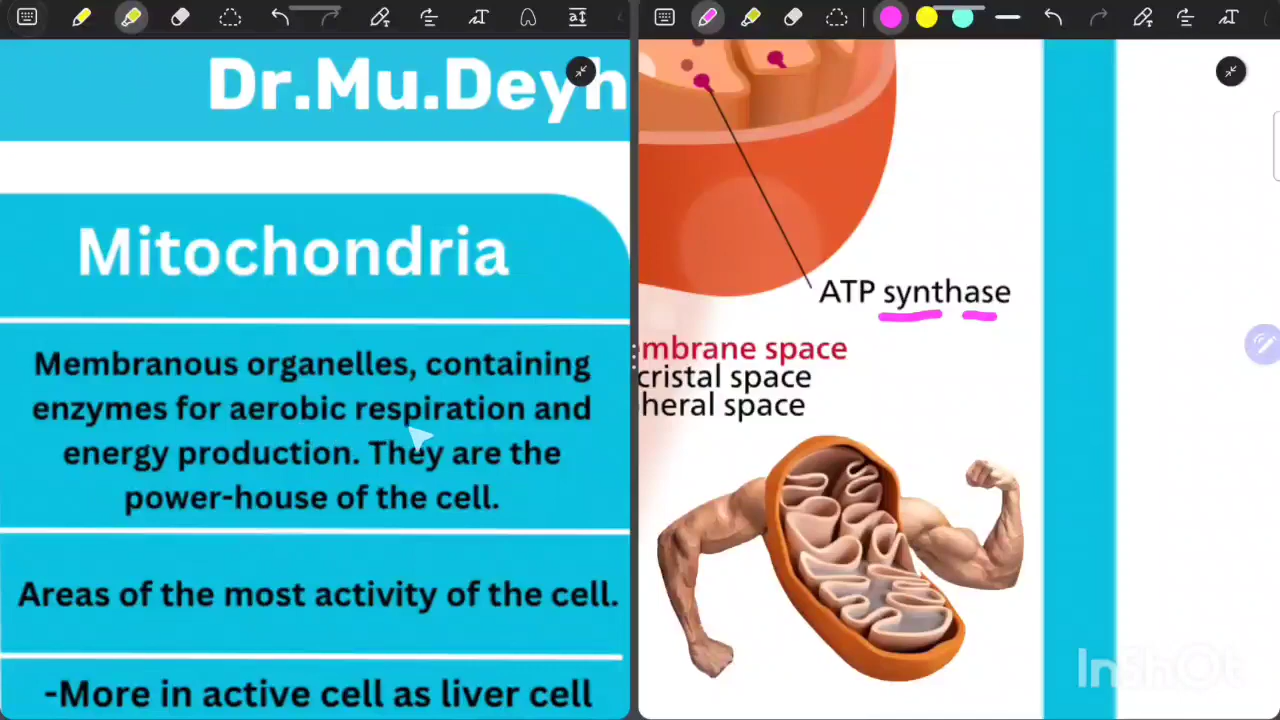 Dr.Mu.Deyh
Mitochondria
Membranous organelles, containing
enzymes for aerobic respiration and
energy production. They are the
power-house of the cell.
Areas of the most activity of the cell.
-More in active cell as liver cell
ATP synthase
mbrane space
cristal space
heral space
InShOt